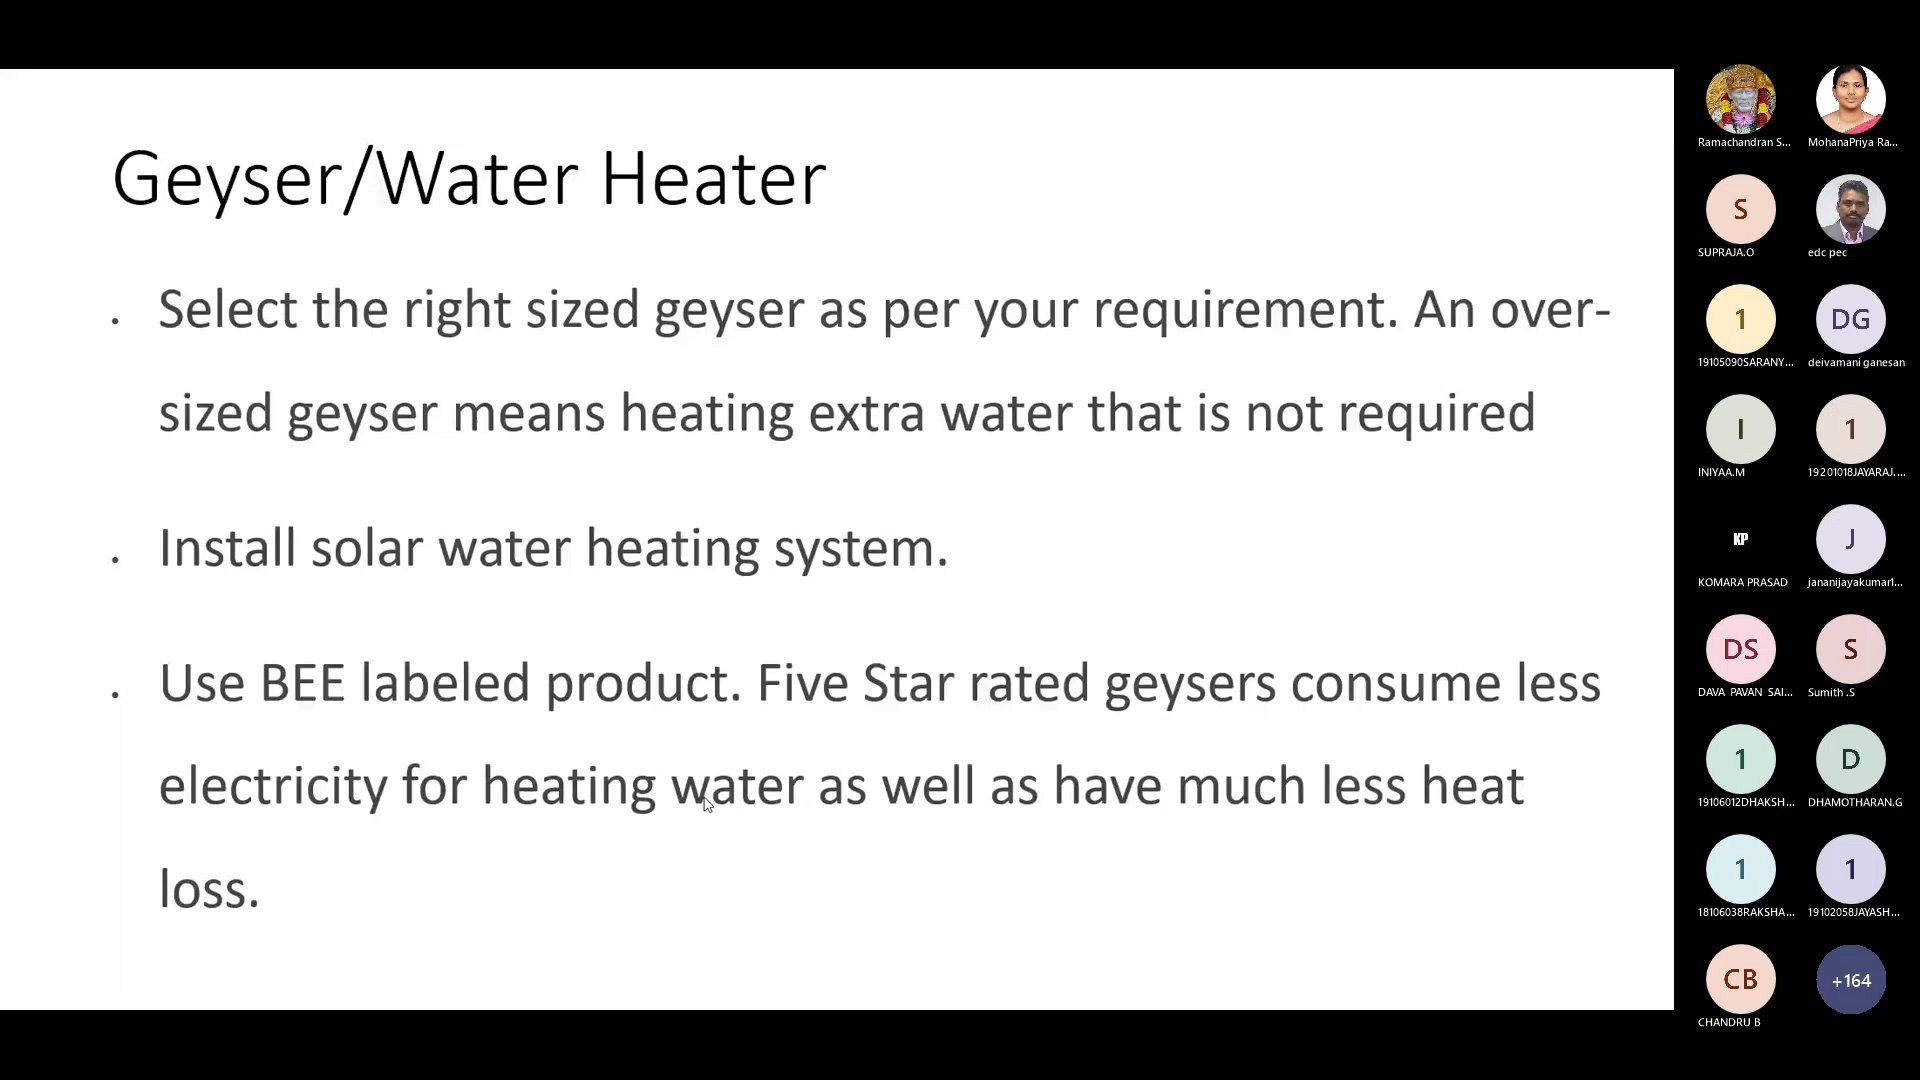 Geyser/Water Heater
. Select the right sized geyser as per your requirement. An over-
sized geyser means heating extra water that is not required
. Install solar water heating system.
. Use BEE labeled product. Five Star rated geysers consume less
electricity for heating water as well as have much less heat
loss.
Ramachandran S...
MohanaPriya Ra...
S
SUPRAJA.O
edc pec
1
19105090SARANY...
DG
deivamani ganesan
I
INIYAA.M
1
19201018JAYARAJ....
KP
KOMARA PRASAD
J
jananijayakumar1...
DS
DAVA PAVAN SAI...
S
Sumith .S
1
19106012DHAKSH...
D
DHAMOTHARAN.G
1
18106038RAKSHA...
1
19102058JAYASH...
CB
CHANDRU B
+164